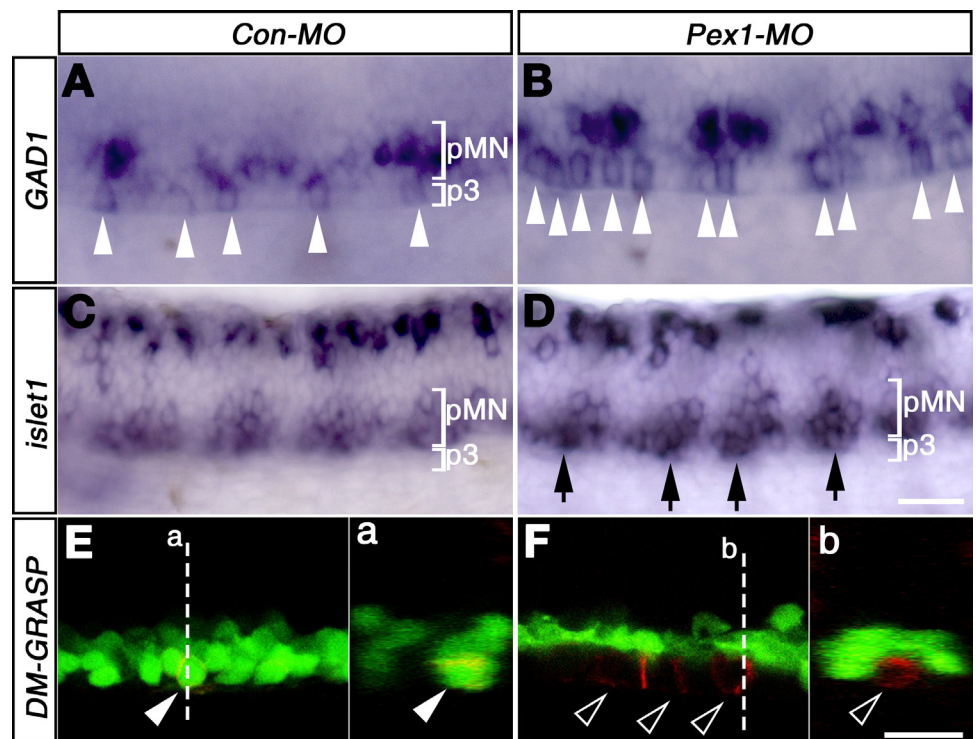 Con-MO
Pex1-MO
GAD1
A
pMN
p3
B
islet1
C
pMN
p3
D
pMN
p3
DM-GRASP
E
a
a
F
b
b